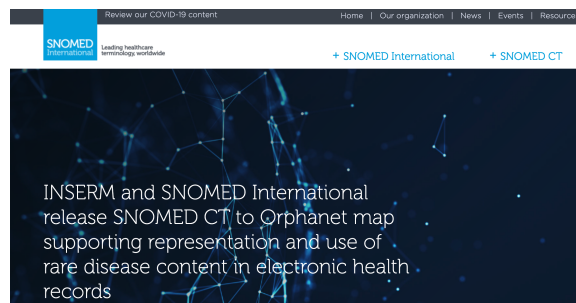 Review our COVID-19 content
Home | Our organization | News | Events | Resource
SNOMED
International
Leading healthcare
terminology, worldwide
+ SNOMED International
+ SNOMED CT
INSERM and SNOMED International
release SNOMED CT to Orphanet map
supporting representation and use of
rare disease content in electronic health
records